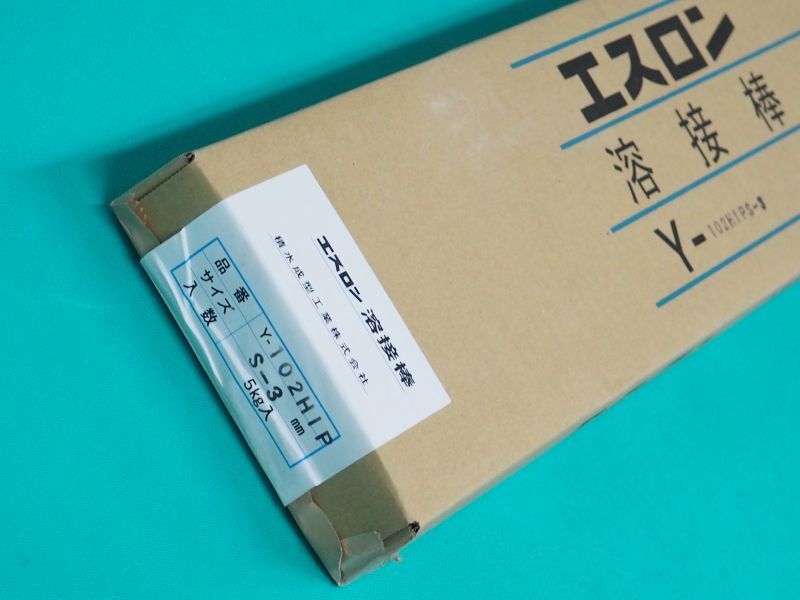 エスロン
溶接棒
Y-102HIPS-3
エスロン 溶接棒
積水成型工業株式会社
品番 Y-102HIP
サイズ S-3 mm
入数 5kg入